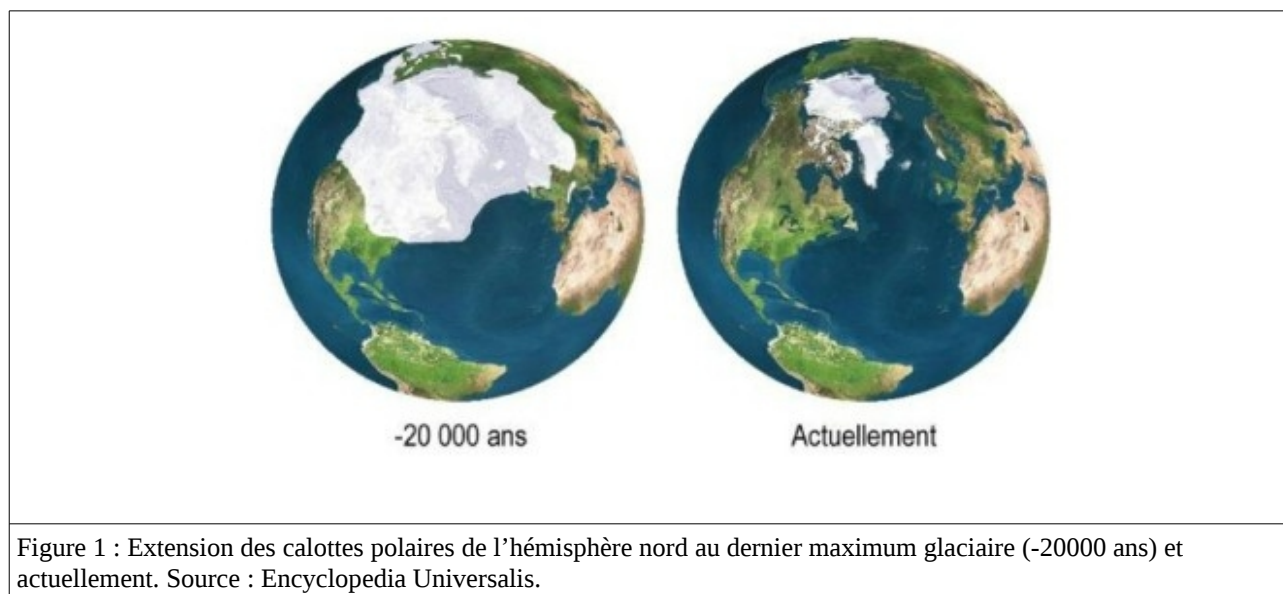 -20 000 ans
Actuellement
Figure 1 : Extension des calottes polaires de l’hémisphère nord au dernier maximum glaciaire (-20000 ans) et
actuellement. Source : Encyclopedia Universalis.